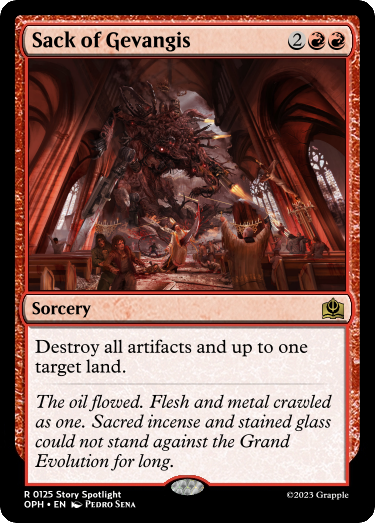 Sack of Gevangis 2
Sorcery
Destroy all artifacts and up to one
target land.
The oil flowed. Flesh and metal crawled
as one. Sacred incense and stained glass
could not stand against the Grand
Evolution for long.
R 0125 Story Spotlight
OPH • EN Pedro Sena
©2023 Grapple